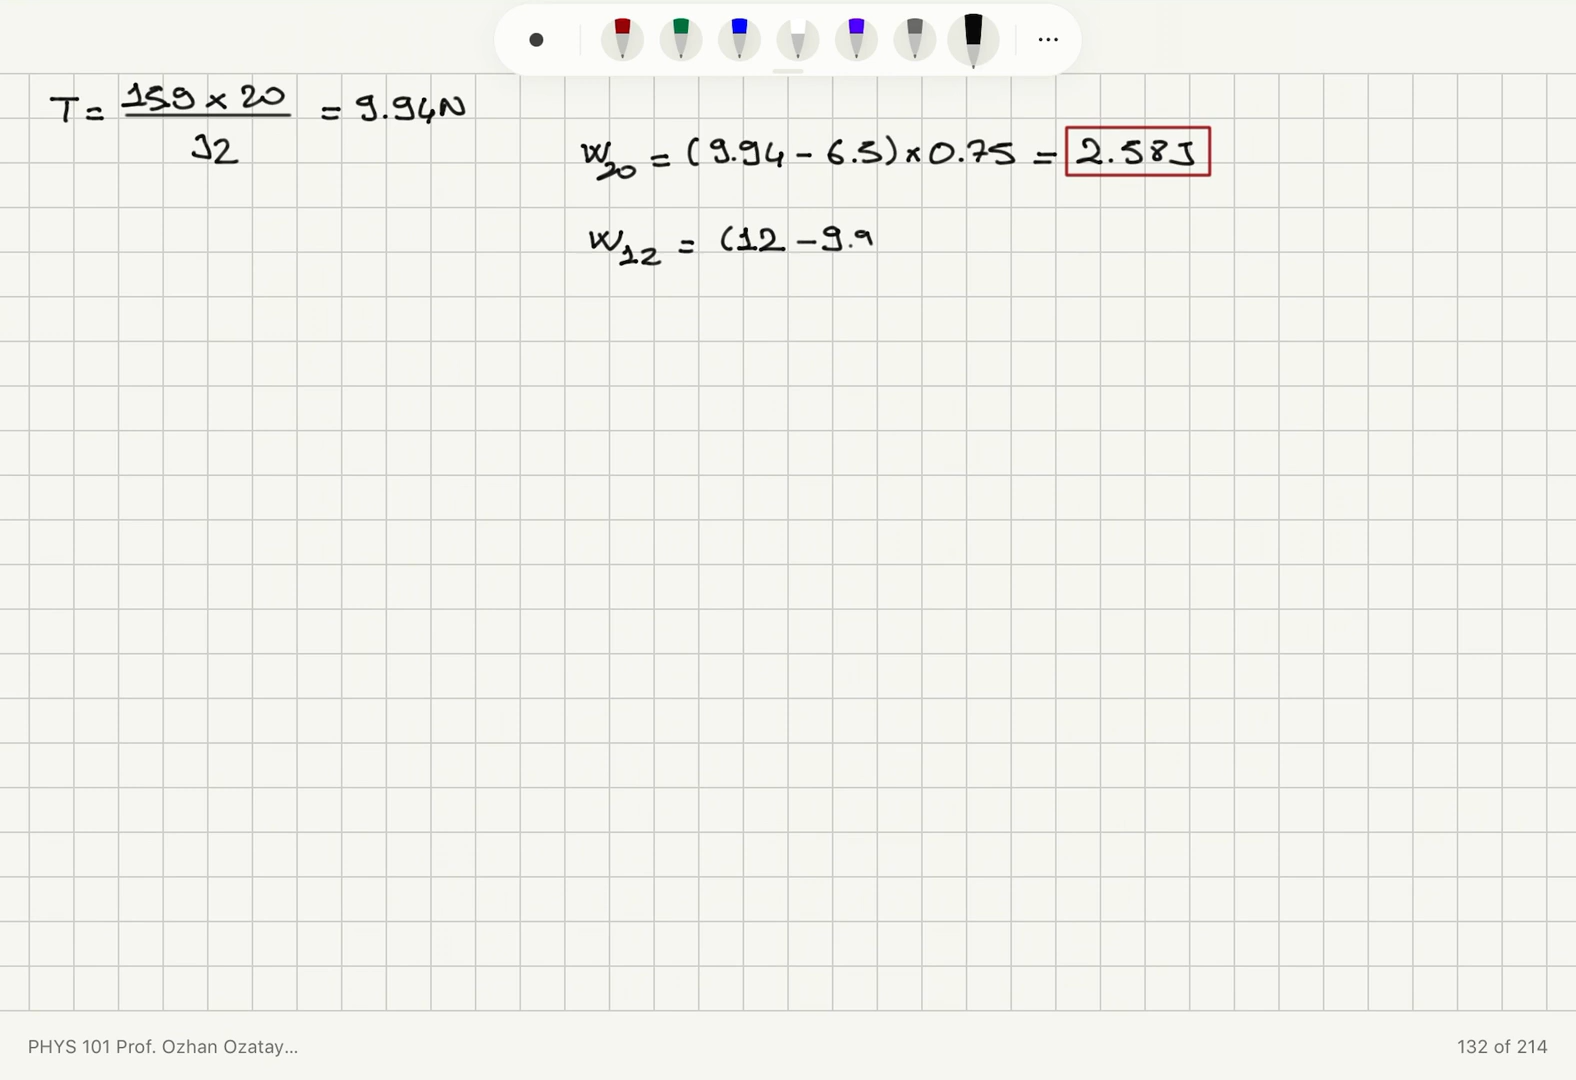 T = 159 x 20 / 32 = 9.94N
W20 = (9.94 - 6.5) x 0.75 = 2.58J
W12 = (12 - 9.9
PHYS 101 Prof. Ozhan Ozatay...
132 of 214